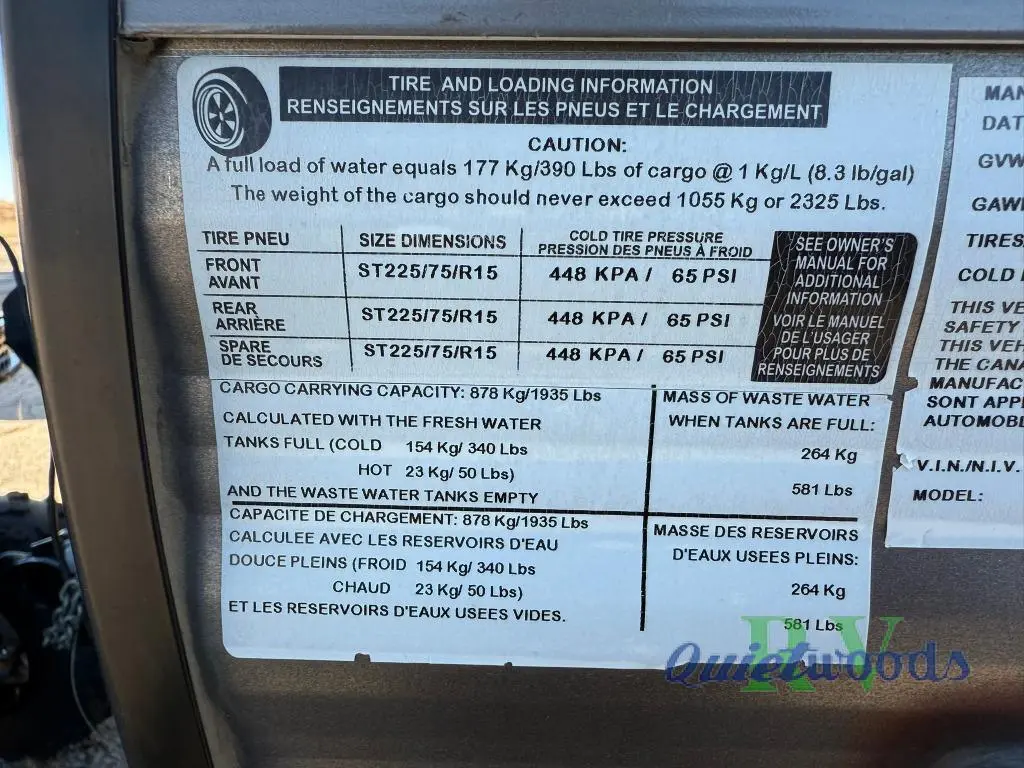 TIRE AND LOADING INFORMATION
RENSEIGNEMENTS SUR LES PNEUS ET LE CHARGEMENT
CAUTION:
A full load of water equals 177 Kg/390 Lbs of cargo @ 1 Kg/L (8.3 lb/gal)
The weight of the cargo should never exceed 1055 Kg or 2325 Lbs.
TIRE PNEU
SIZE DIMENSIONS
COLD TIRE PRESSURE
PRESSION DES PNEUS À FROID
FRONT
AVANT
ST225/75/R15
448 KPA / 65 PSI
REAR
ARRIÈRE
ST225/75/R15
448 KPA / 65 PSI
SPARE
DE SECOURS
ST225/75/R15
448 KPA / 65 PSI
SEE OWNER'S
MANUAL FOR
ADDITIONAL
INFORMATION
VOIR LE MANUEL
DE L'USAGER
POUR PLUS DE
RENSEIGNEMENTS
CARGO CARRYING CAPACITY: 878 Kg/1935 Lbs
CALCULATED WITH THE FRESH WATER
TANKS FULL (COLD 154 Kg/ 340 Lbs
HOT 23 Kg/ 50 Lbs)
AND THE WASTE WATER TANKS EMPTY
MASS OF WASTE WATER
WHEN TANKS ARE FULL:
264 Kg
581 Lbs
CAPACITE DE CHARGEMENT: 878 Kg/1935 Lbs
CALCULEE AVEC LES RESERVOIRS D'EAU
DOUCE PLEINS (FROID 154 Kg/ 340 Lbs
CHAUD 23 Kg/ 50 Lbs)
ET LES RESERVOIRS D'EAUX USEES VIDES.
MASSE DES RESERVOIRS
D'EAUX USEES PLEINS:
264 Kg
581 Lbs
MAN
DAT
GVW
GAW
TIRES
COLD
THIS VE
SAFETY
THIS VEH
THE CANA
MANUFAC
SONT APP
AUTOMOB
V.I.N./N.I.V.
MODEL:
RV
Quietwoods